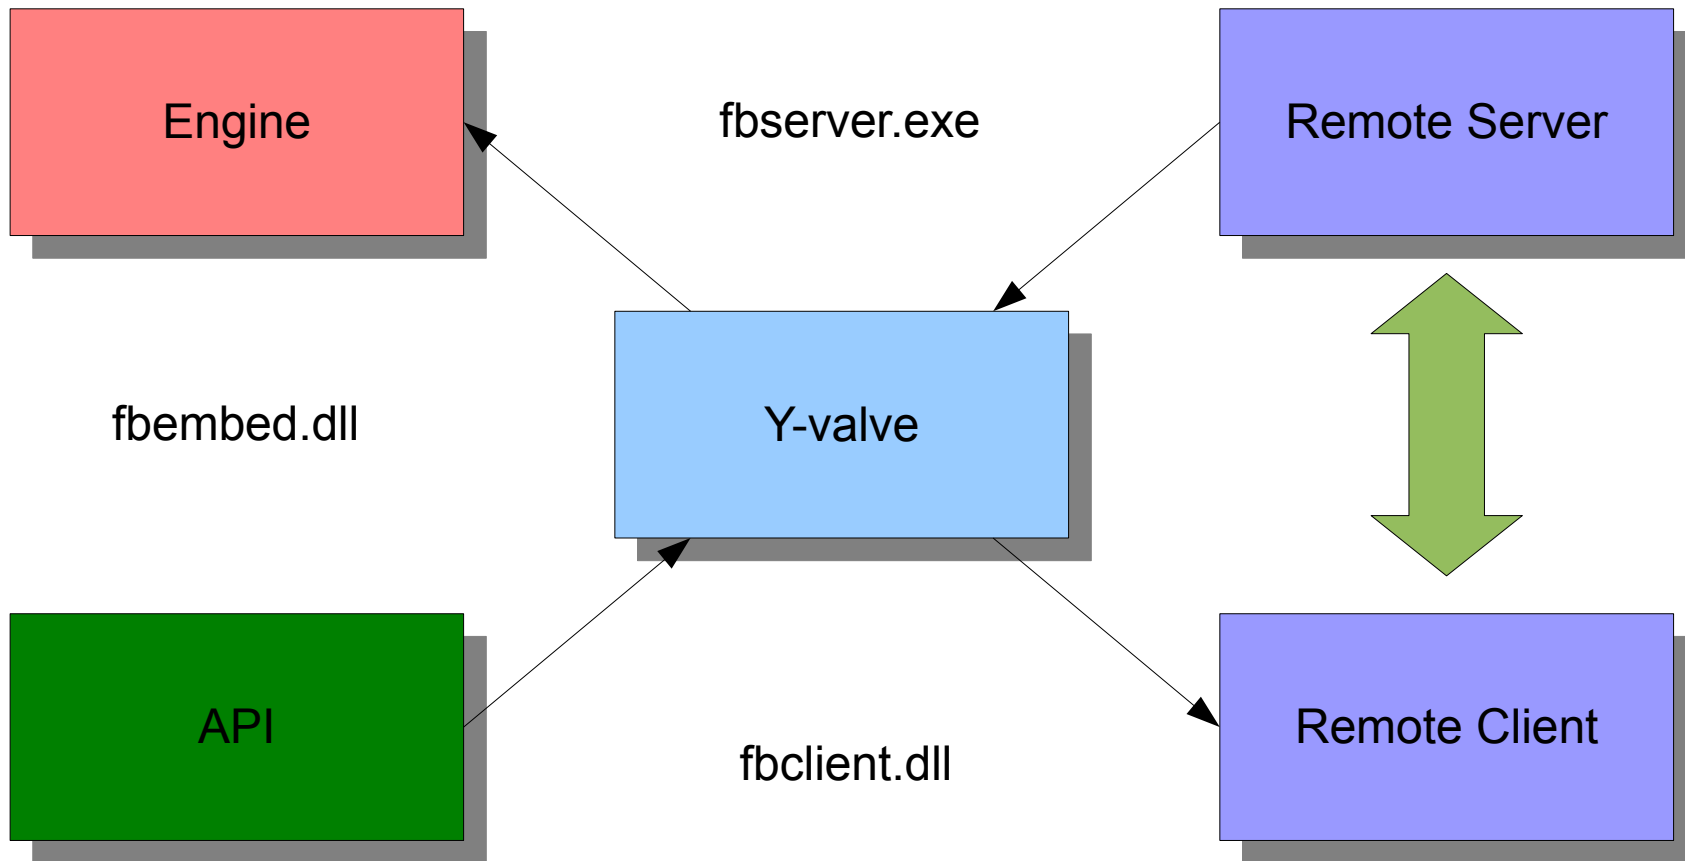 Engine
fbserver.exe
Remote Server
fbembed.dll
Y-valve
API
fbclient.dll
Remote Client